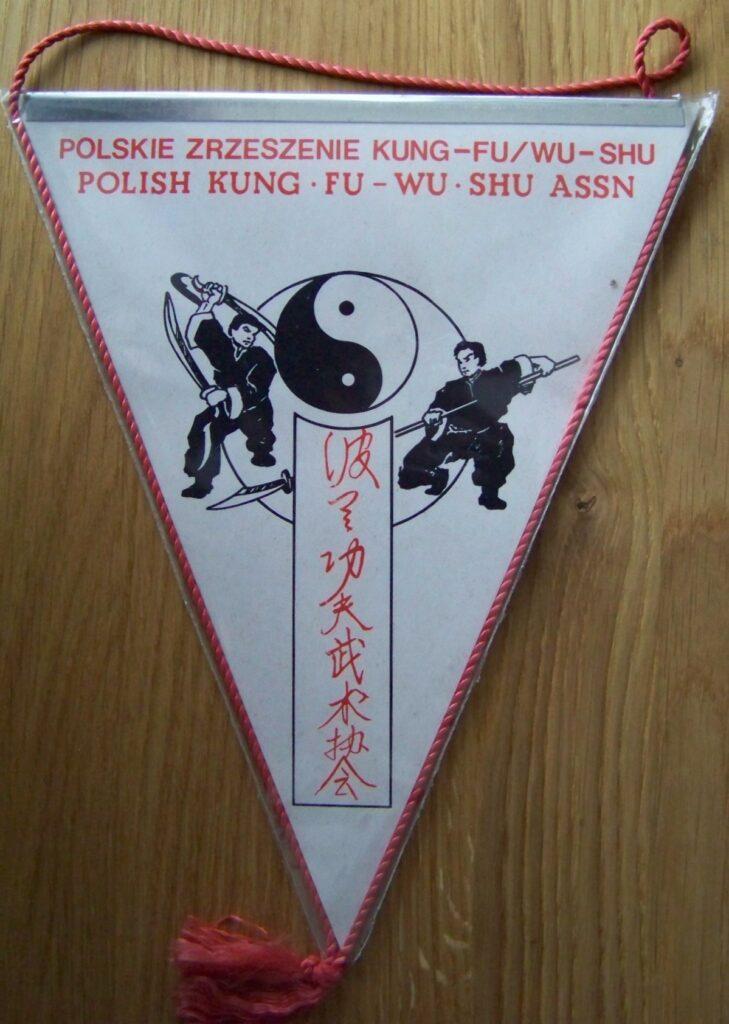 POLSKIE ZRZESZENIE KUNG-FU/WU-SHU
POLISH KUNG·FU-WU·SHU ASSN
波兰功夫武术协会